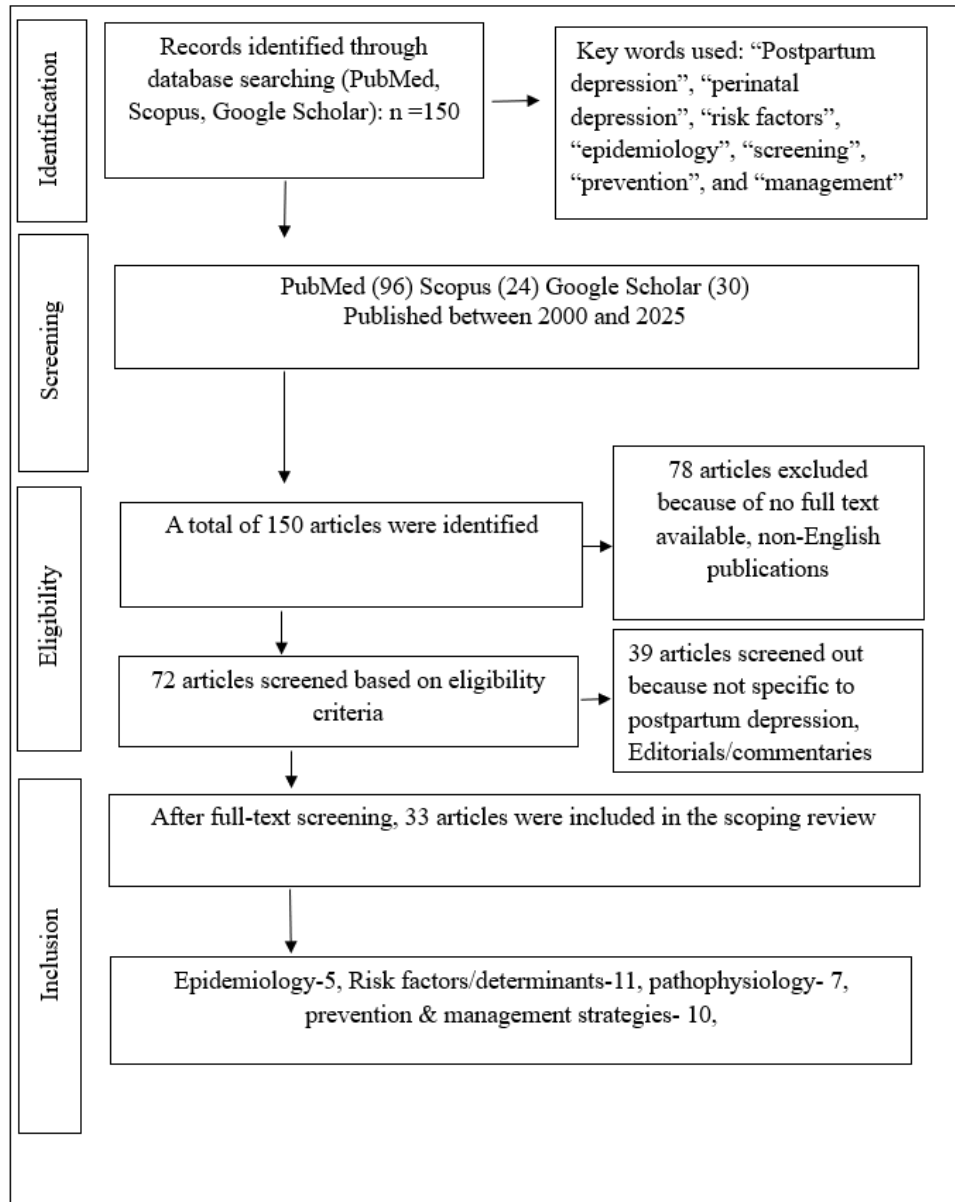 Identification
Records identified through
database searching (PubMed,
Scopus, Google Scholar): n =150
Key words used: “Postpartum
depression”, “perinatal
depression”, “risk factors”,
“epidemiology”, “screening”,
“prevention”, and “management”
Screening
PubMed (96) Scopus (24) Google Scholar (30)
Published between 2000 and 2025
Eligibility
A total of 150 articles were identified
78 articles excluded
because of no full text
available, non-English
publications
72 articles screened based on eligibility
criteria
39 articles screened out
because not specific to
postpartum depression,
Editorials/commentaries
Inclusion
After full-text screening, 33 articles were included in the scoping review
Epidemiology-5, Risk factors/determinants-11, pathophysiology- 7,
prevention & management strategies- 10,